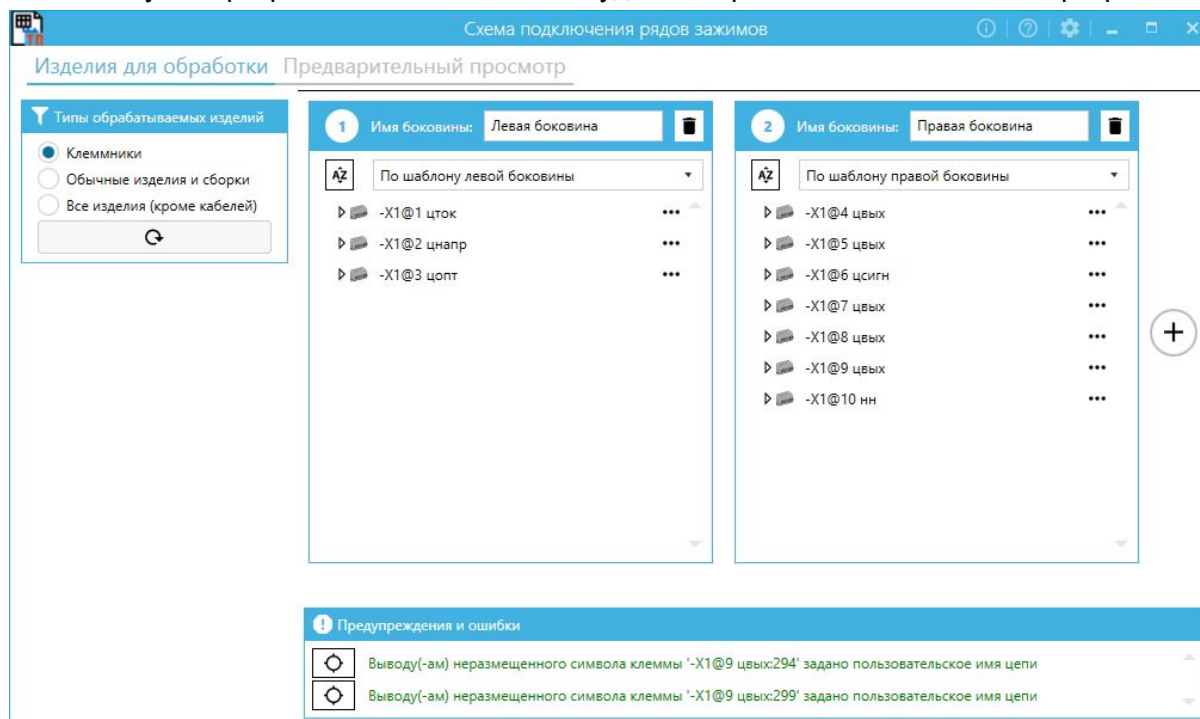 Схема подключения рядов зажимов
Изделия для обработки Предварительный просмотр
Типы обрабатываемых изделий
Клеммники
Обычные изделия и сборки
Все изделия (кроме кабелей)
1 Имя боковины: Левая боковина
AZ По шаблону левой боковины
-X1@1 цток
-X1@2 цнапр
-X1@3 цопт
2 Имя боковины: Правая боковина
AZ По шаблону правой боковины
-X1@4 цвых
-X1@5 цвых
-X1@6 цсигн
-X1@7 цвых
-X1@8 цвых
-X1@9 цвых
-X1@10 нн
Предупреждения и ошибки
Выводу(-ам) неразмещенного символа клеммы '-X1@9 цвых:294' задано пользовательское имя цепи
Выводу(-ам) неразмещенного символа клеммы '-X1@9 цвых:299' задано пользовательское имя цепи